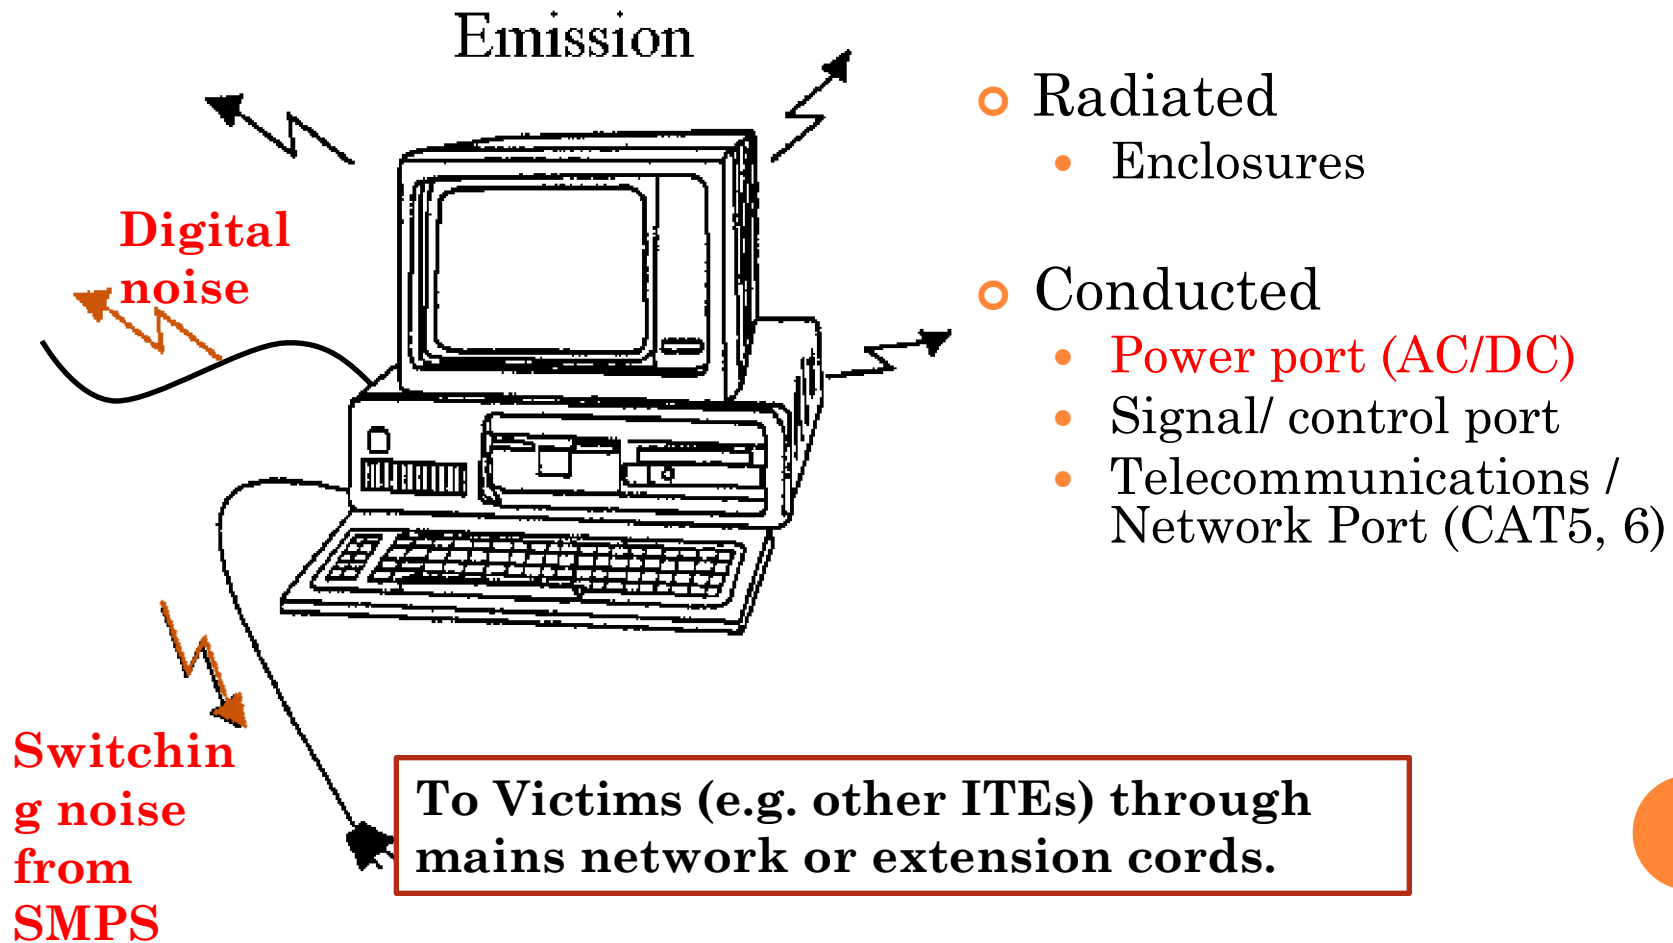 Emission
Digital
noise
Switchin
g noise
from
SMPS
To Victims (e.g. other ITEs) through
mains network or extension cords.
Radiated
Enclosures
Conducted
Power port (AC/DC)
Signal/ control port
Telecommunications /
Network Port (CAT5, 6)